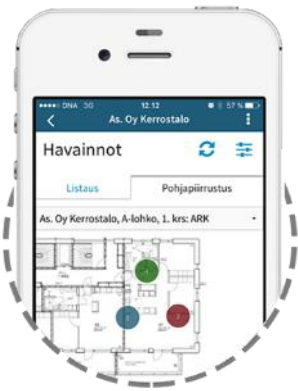 DNA 3G 12:12 57 %
As. Oy Kerrostalo
Havainnot
Listaus Pohjapiirrustus
As. Oy Kerrostalo, A-lohko, 1. krs: ARK